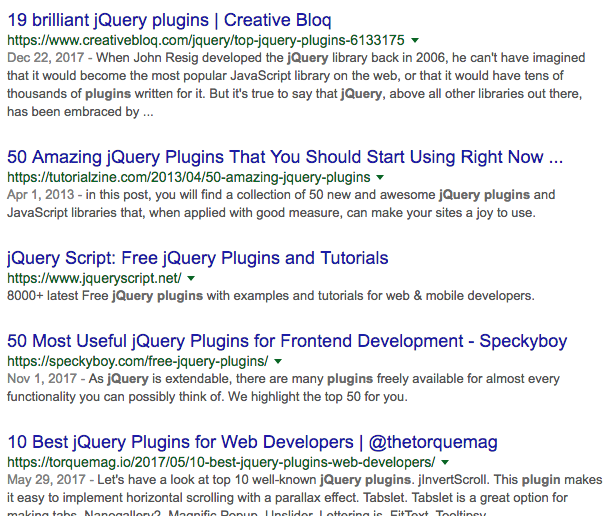 19 brilliant jQuery plugins | Creative Bloq
https://www.creativebloq.com/jquery/top-jquery-plugins-6133175
Dec 22, 2017 - When John Resig developed the jQuery library back in 2006, he can't have imagined
that it would become the most popular JavaScript library on the web, or that it would have tens of
thousands of plugins written for it. But it's true to say that jQuery, above all other libraries out there,
has been embraced by ...
50 Amazing jQuery Plugins That You Should Start Using Right Now ...
https://tutorialzine.com/2013/04/50-amazing-jquery-plugins
Apr 1, 2013 - in this post, you will find a collection of 50 new and awesome jQuery plugins and
JavaScript libraries that, when applied with good measure, can make your sites a joy to use.
jQuery Script: Free jQuery Plugins and Tutorials
https://www.jqueryscript.net/
8000+ latest Free jQuery plugins with examples and tutorials for web & mobile developers.
50 Most Useful jQuery Plugins for Frontend Development - Speckyboy
https://speckyboy.com/free-jquery-plugins/
Nov 1, 2017 - As jQuery is extendable, there are many plugins freely available for almost every
functionality you can possibly think of. We highlight the top 50 for you.
10 Best jQuery Plugins for Web Developers | @thetorquemag
https://torquemag.io/2017/05/10-best-jquery-plugins-web-developers/
May 29, 2017 - Let's have a look at top 10 well-known jQuery plugins. jInvertScroll. This plugin makes
it easy to implement horizontal scrolling with a parallax effect. Tabslet. Tabslet is a great option for
making tabs. Nanogallery2. Magnific Popup. Unslider. Lettering.js. FitText. Tooltipsy.